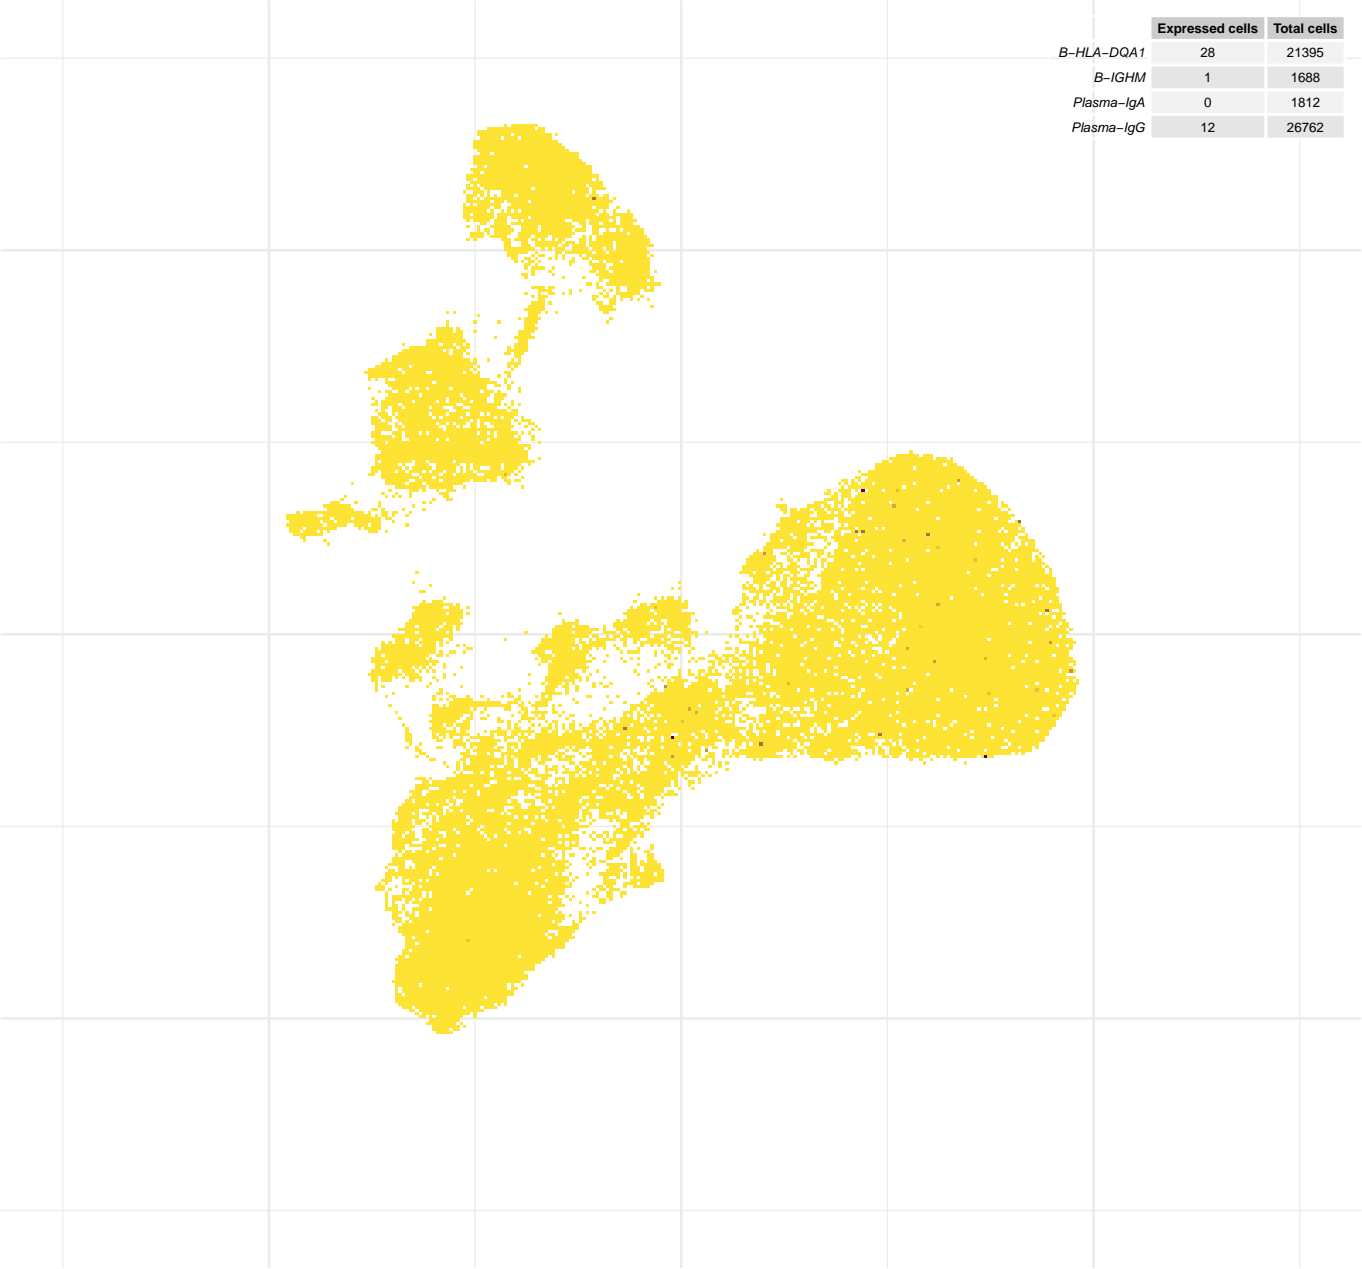 Expressed cells Total cells
B−HLA−DQA1 28 21395
B−IGHM 1 1688
Plasma−IgA 0 1812
Plasma−IgG 12 26762